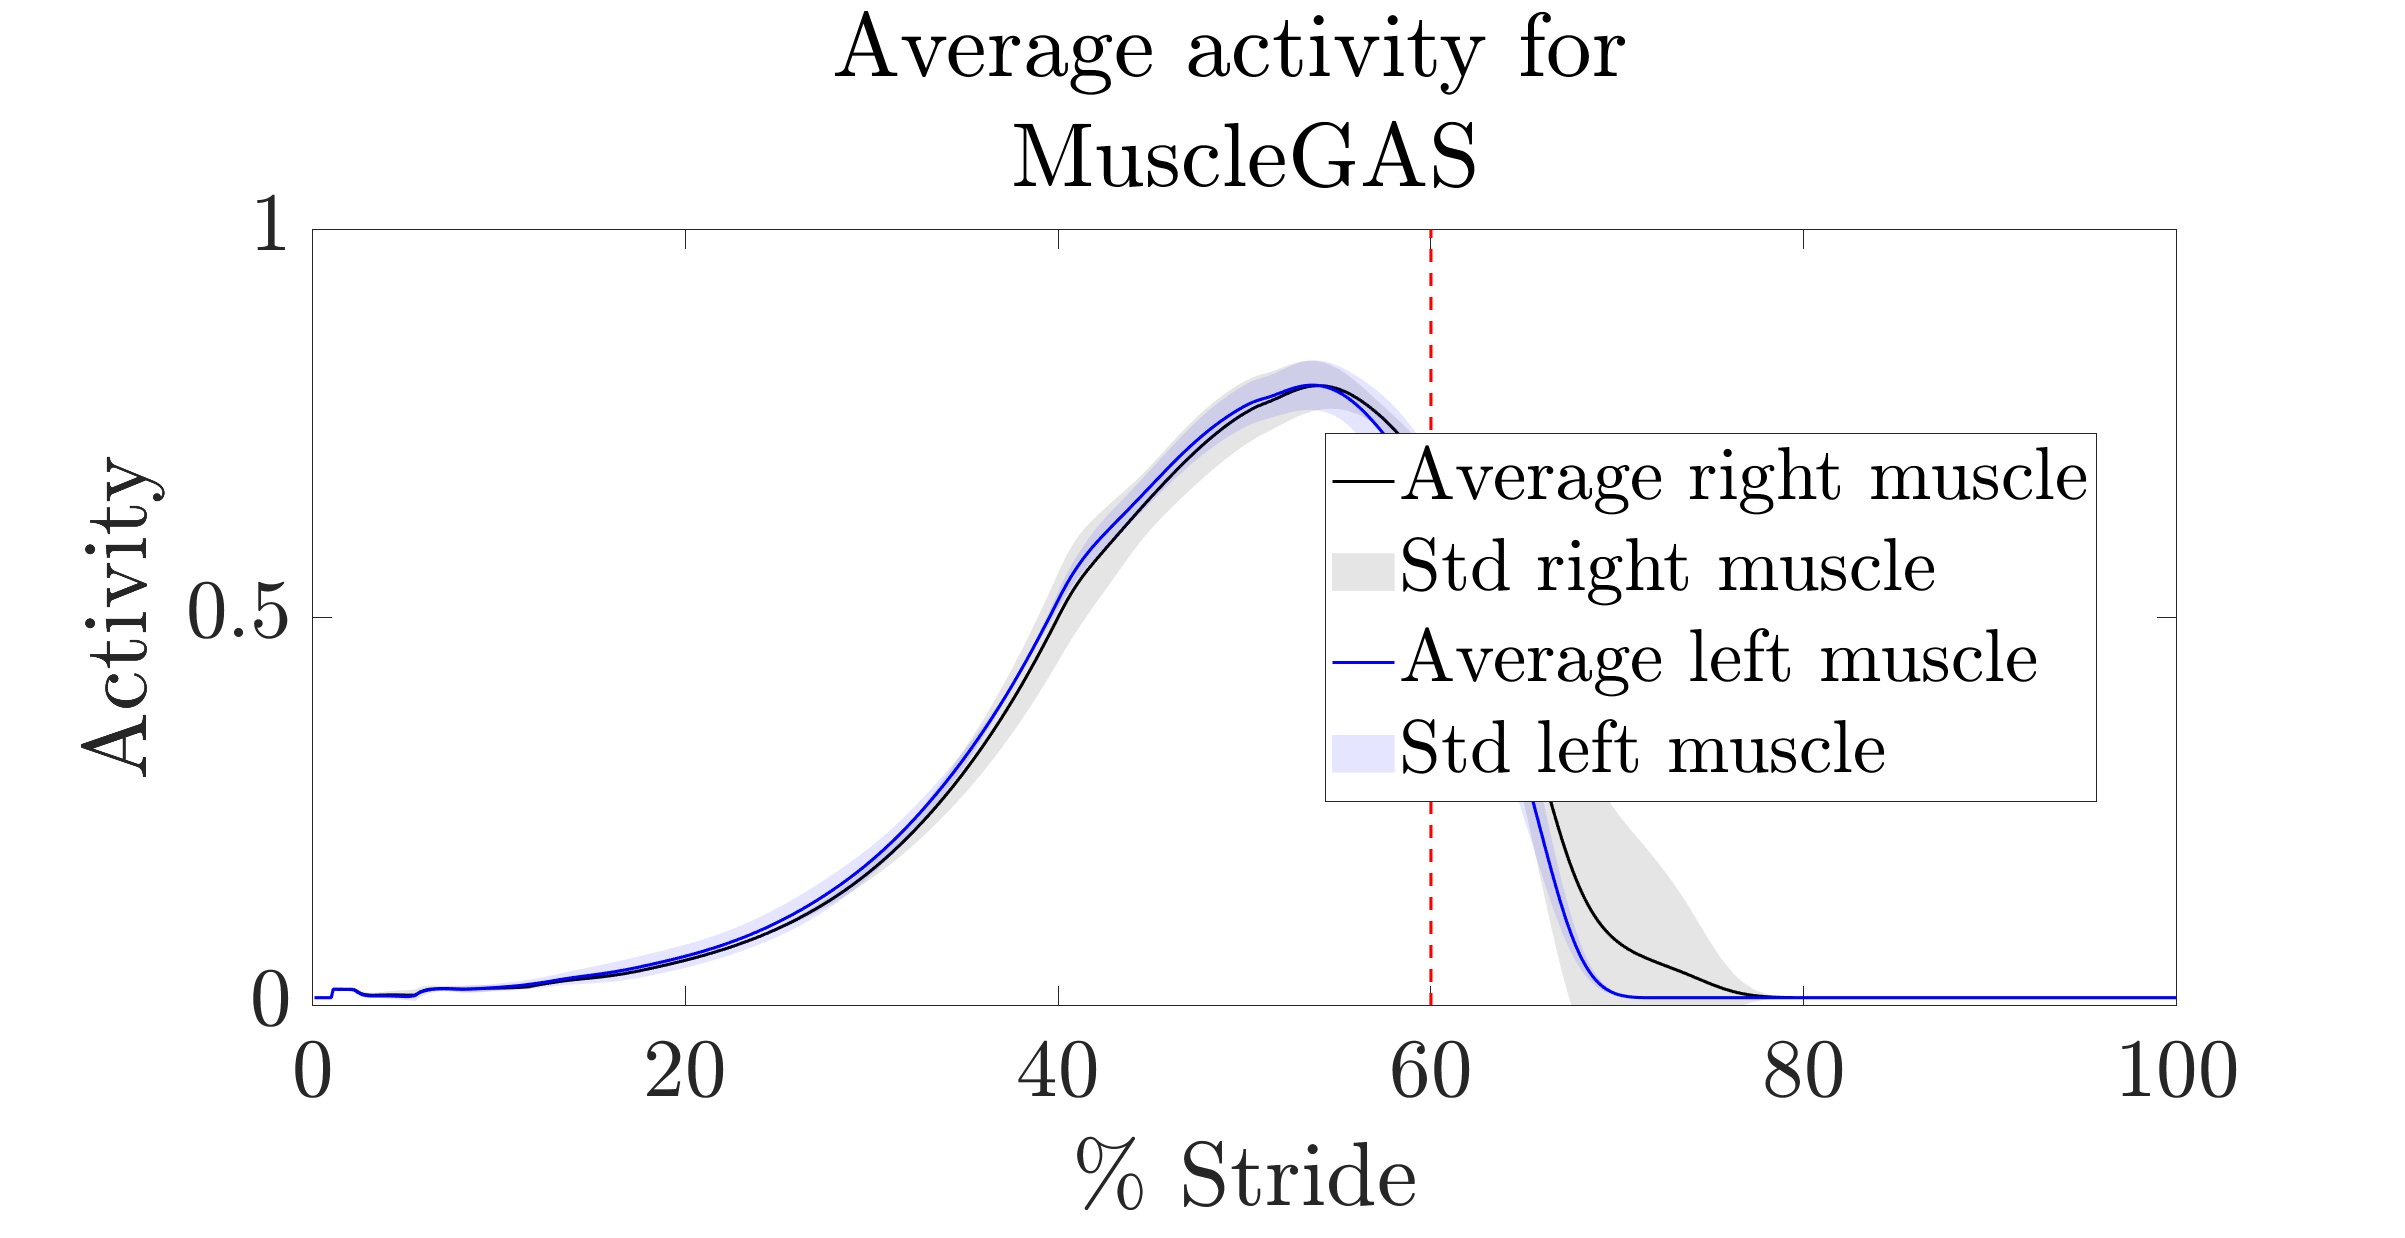 Average activity for
MuscleGAS
1
0.5
0
Activity
Average right muscle
Std right muscle
Average left muscle
Std left muscle
0 20 40 60 80 100
% Stride